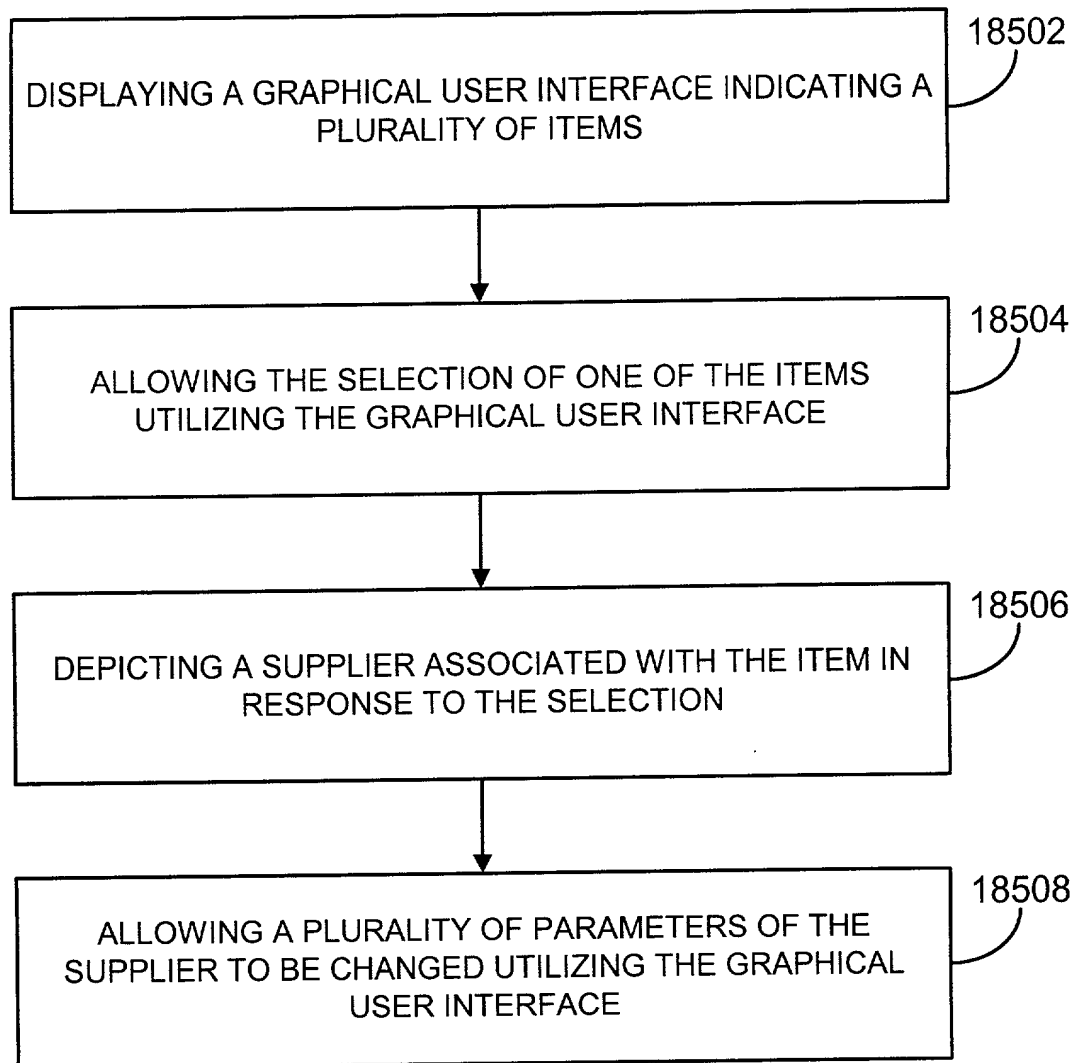 18502
DISPLAYING A GRAPHICAL USER INTERFACE INDICATING A
PLURALITY OF ITEMS
18504
ALLOWING THE SELECTION OF ONE OF THE ITEMS
UTILIZING THE GRAPHICAL USER INTERFACE
18506
DEPICTING A SUPPLIER ASSOCIATED WITH THE ITEM IN
RESPONSE TO THE SELECTION
18508
ALLOWING A PLURALITY OF PARAMETERS OF THE
SUPPLIER TO BE CHANGED UTILIZING THE GRAPHICAL
USER INTERFACE